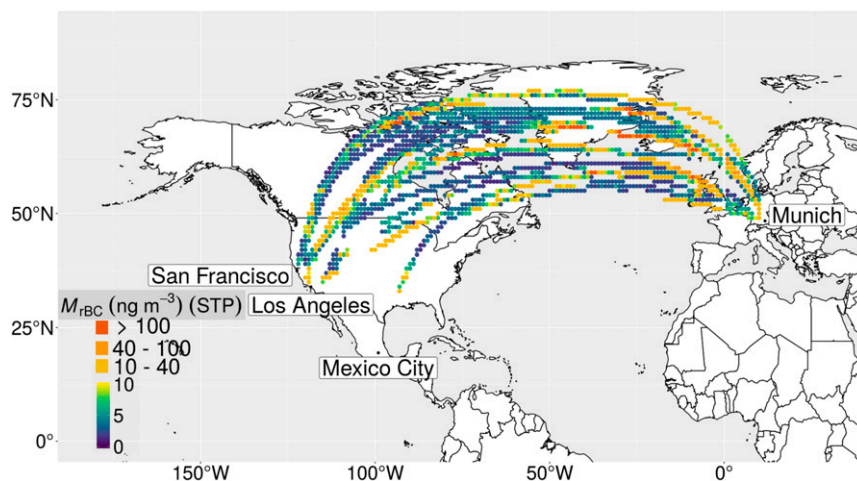 75°N
50°N
25°N
0°
150°W
100°W
50°W
0°
Munich
San Francisco
Los Angeles
Mexico City
MrBC (ng m⁻³) (STP)
> 100
40 - 100
10 - 40
10
5
0